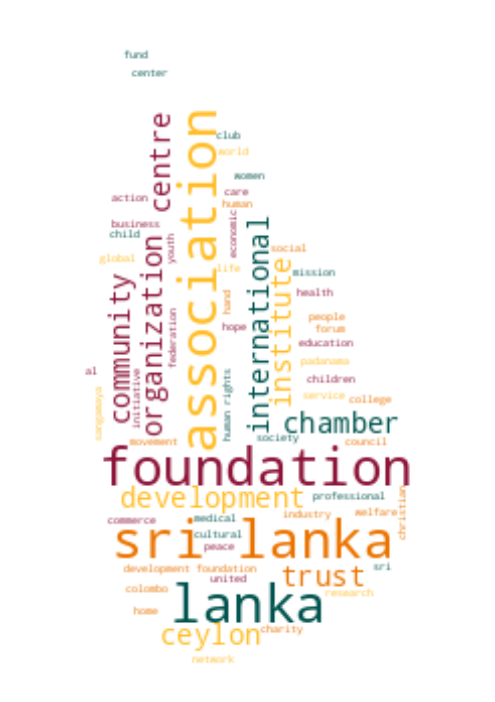 fund
center
club
world
women
care
action
human
centre
association
business
child
economic
youth
social
global
life
mission
international
organization
institute
community
health
hand
people
hope
forum
federation
education
padanama
al
children
initiative
human rights
service
college
sangamaya
chamber
society
movement
council
foundation
development
professional
christian
welfare
industry
commerce
medical
sri lanka
cultural
peace
development foundation
sri
united
trust
colombo
research
lanka
home
charity
ceylon
network